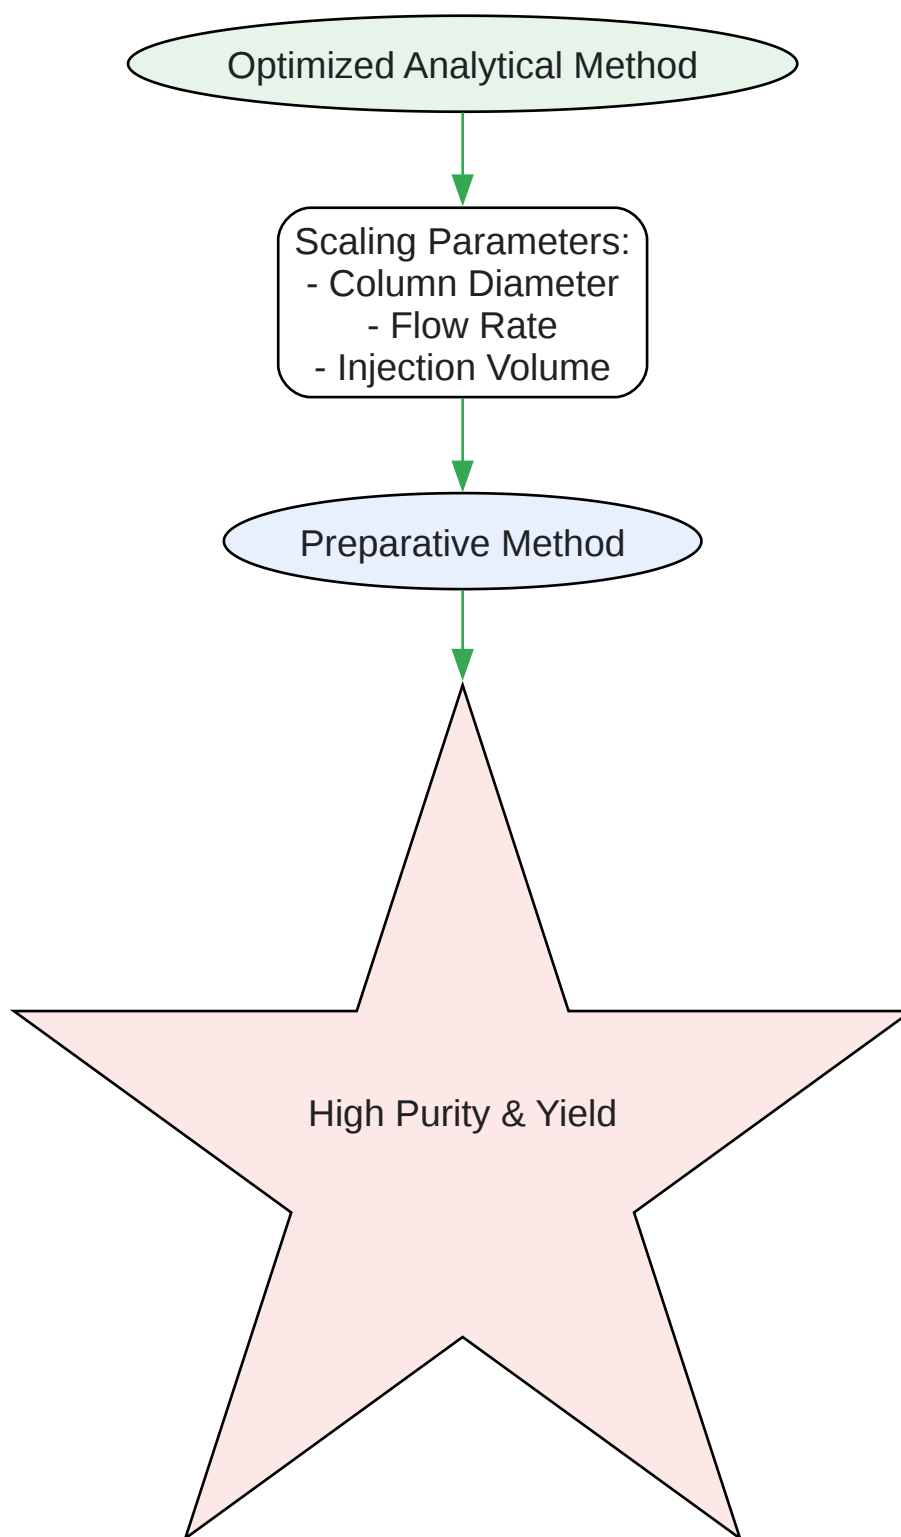 Optimized Analytical Method
Scaling Parameters:
- Column Diameter
- Flow Rate
- Injection Volume
Preparative Method
High Purity & Yield